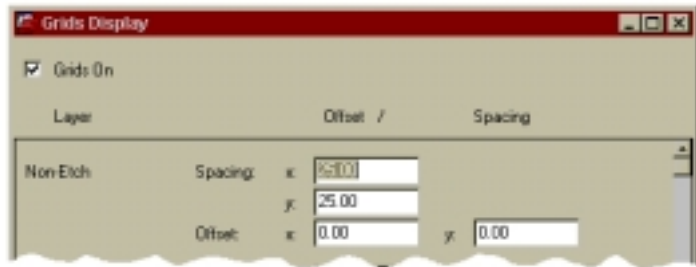 Grids Display
Grids On
Layer Offset / Spacing
Non-Etch Spacing: x:
y: 25.00
Offset: x: 0.00 y: 0.00